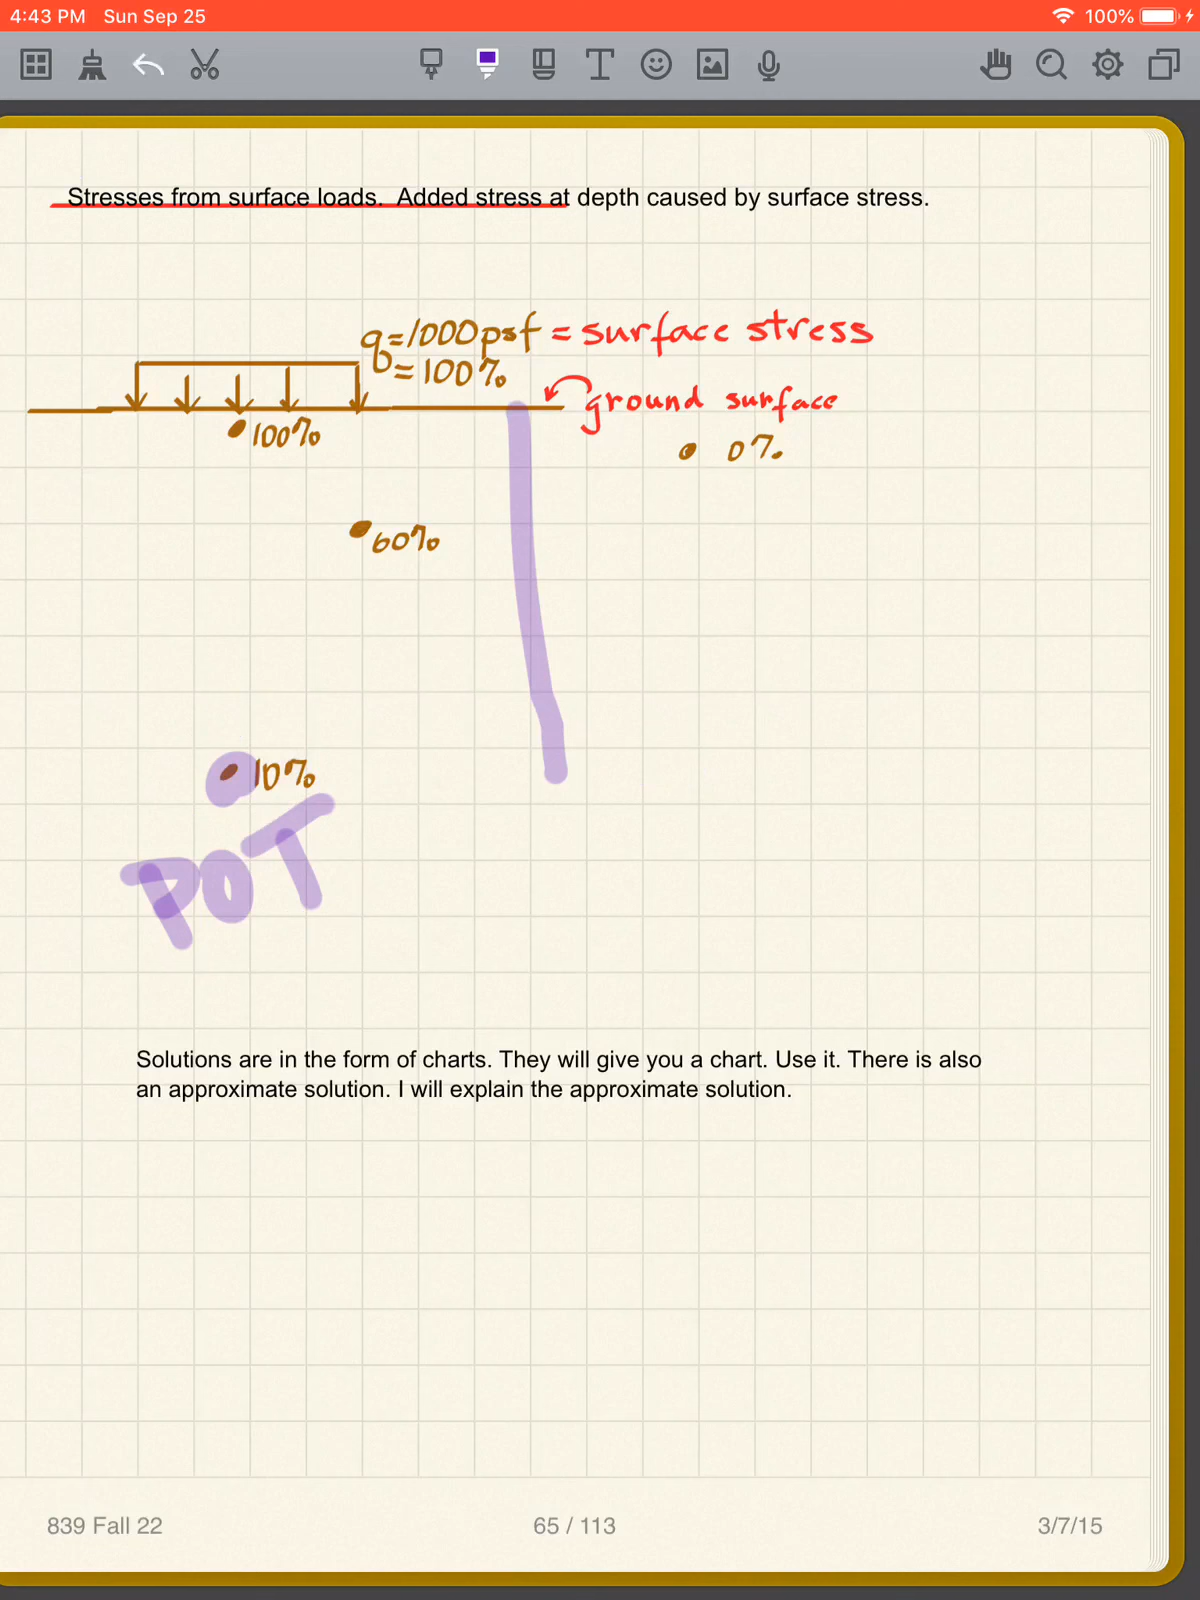 4:43 PM Sun Sep 25
100%
Stresses from surface loads. Added stress at depth caused by surface stress.
q=1000psf = surface stress
= 100%
ground surface
100%
0%
60%
10%
POT
Solutions are in the form of charts. They will give you a chart. Use it. There is also
an approximate solution. I will explain the approximate solution.
839 Fall 22
65 / 113
3/7/15